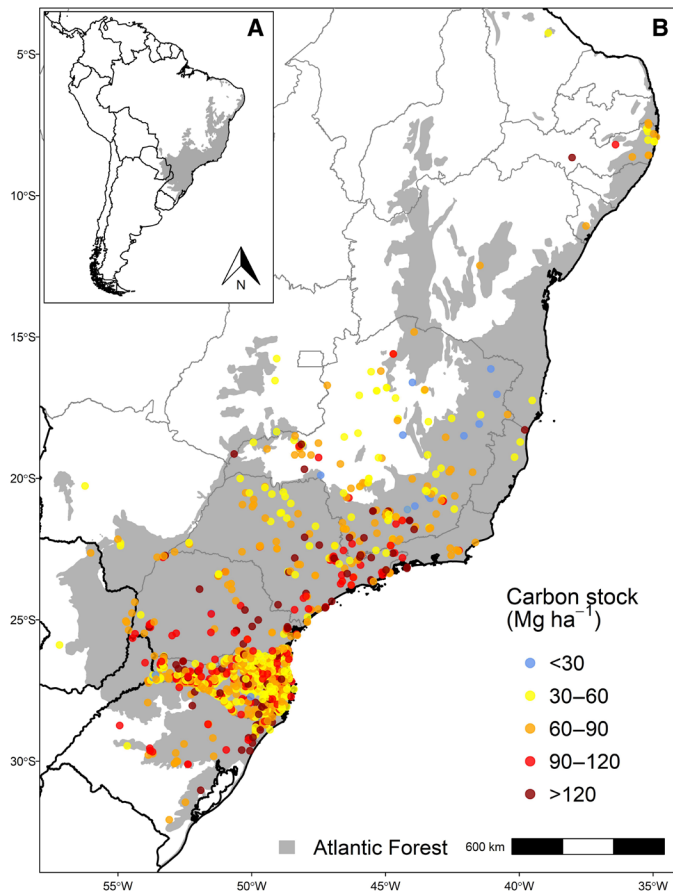 A
B
N
5°S
10°S
15°S
20°S
25°S
30°S
Carbon stock
(Mg ha⁻¹)
<30
30–60
60–90
90–120
>120
Atlantic Forest
600 km
55°W 50°W 45°W 40°W 35°W